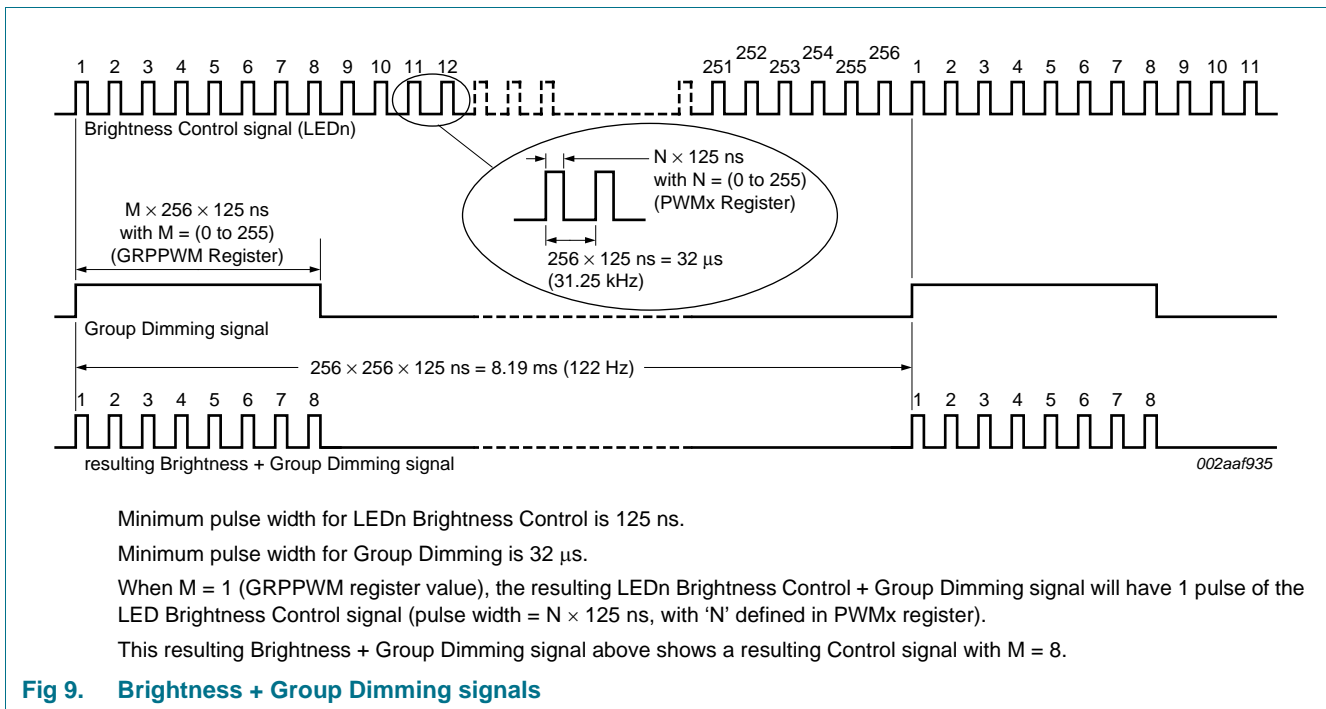 1 2 3 4 5 6 7 8 9 10 11 12 251 252 253 254 255 256 1 2 3 4 5 6 7 8 9 10 11
Brightness Control signal (LEDn)
N × 125 ns
with N = (0 to 255)
(PWMx Register)
M × 256 × 125 ns
with M = (0 to 255)
(GRPPWM Register)
256 × 125 ns = 32 μs
(31.25 kHz)
Group Dimming signal
256 × 256 × 125 ns = 8.19 ms (122 Hz)
1 2 3 4 5 6 7 8 1 2 3 4 5 6 7 8
resulting Brightness + Group Dimming signal
002aaf935
Minimum pulse width for LEDn Brightness Control is 125 ns.
Minimum pulse width for Group Dimming is 32 μs.
When M = 1 (GRPPWM register value), the resulting LEDn Brightness Control + Group Dimming signal will have 1 pulse of the
LED Brightness Control signal (pulse width = N × 125 ns, with ‘N’ defined in PWMx register).
This resulting Brightness + Group Dimming signal above shows a resulting Control signal with M = 8.
Fig 9. Brightness + Group Dimming signals